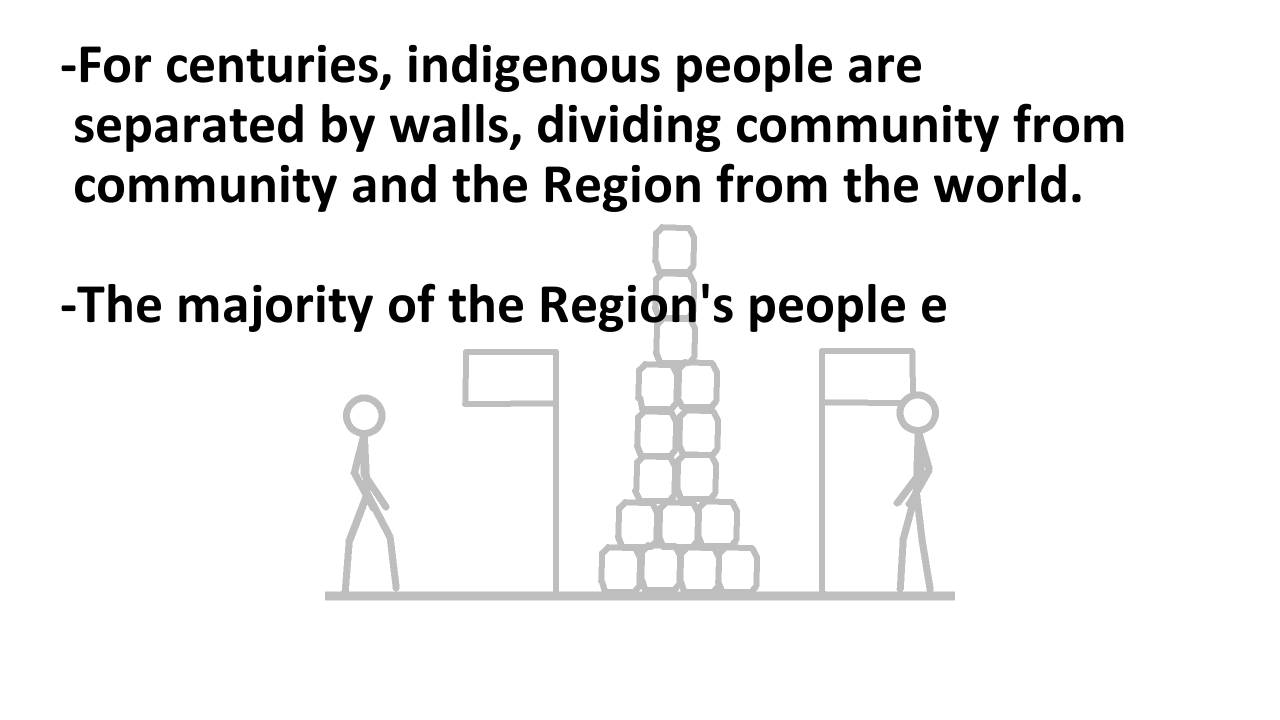 -For centuries, indigenous people are
separated by walls, dividing community from
community and the Region from the world.
-The majority of the Region's people e